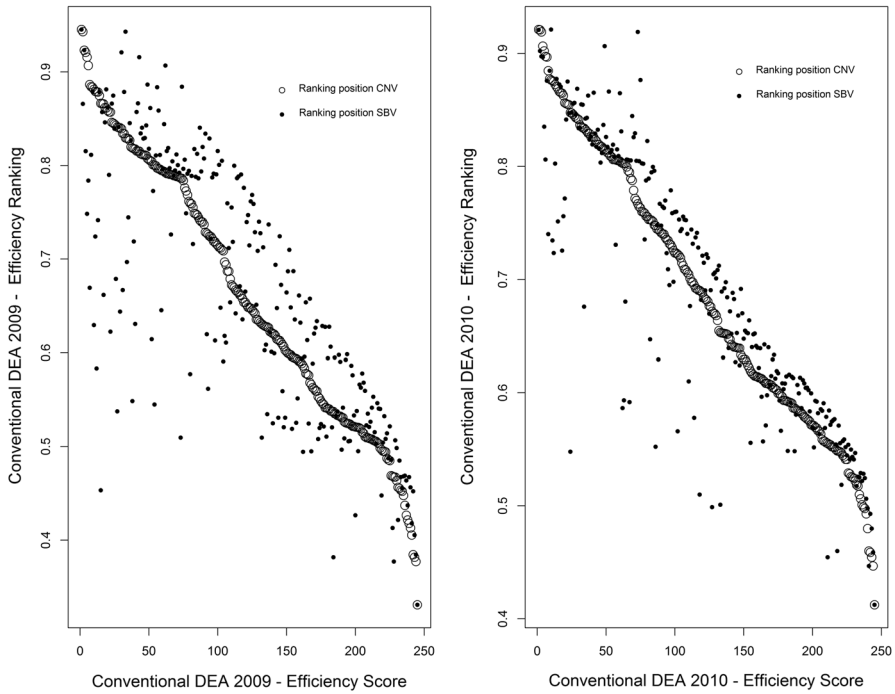 Conventional DEA 2009 - Efficiency Ranking
0.9
0.8
0.7
0.6
0.5
0.4
Ranking position CNV
Ranking position SBV
0 50 100 150 200 250
Conventional DEA 2009 - Efficiency Score
Conventional DEA 2010 - Efficiency Ranking
0.9
0.8
0.7
0.6
0.5
0.4
Ranking position CNV
Ranking position SBV
0 50 100 150 200 250
Conventional DEA 2010 - Efficiency Score